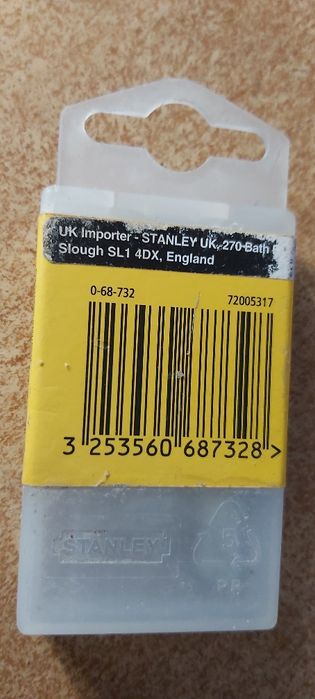 UK Importer - STANLEY UK, 270 Bath
Slough SL1 4DX, England
0-68-732 72005317
3 253560 687328 >
STANLEY
5
PP